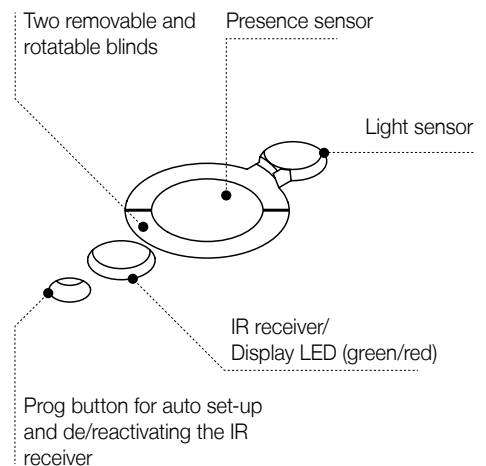 Two removable and
rotatable blinds
Presence sensor
Light sensor
IR receiver/
Display LED (green/red)
Prog button for auto set-up
and de/reactivating the IR
receiver